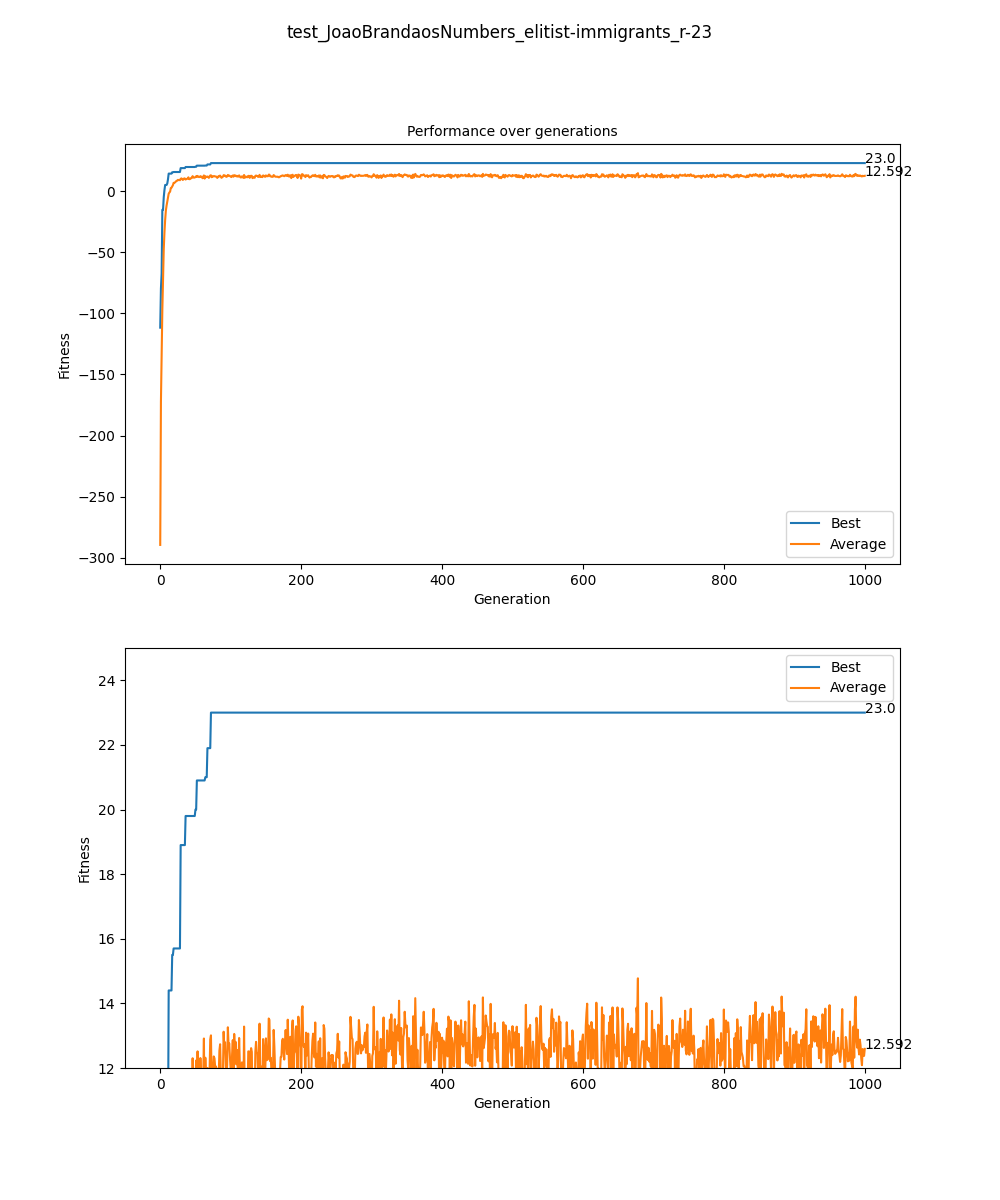 test_JoaoBrandaosNumbers_elitist-immigrants_r-23
Performance over generations
23.0
12.592
0
−50
−100
−150
−200
−250
−300
Fitness
Best
Average
0 200 400 600 800 1000
Generation
Best
Average
23.0
12.592
24
22
20
18
16
14
12
Fitness
0 200 400 600 800 1000
Generation